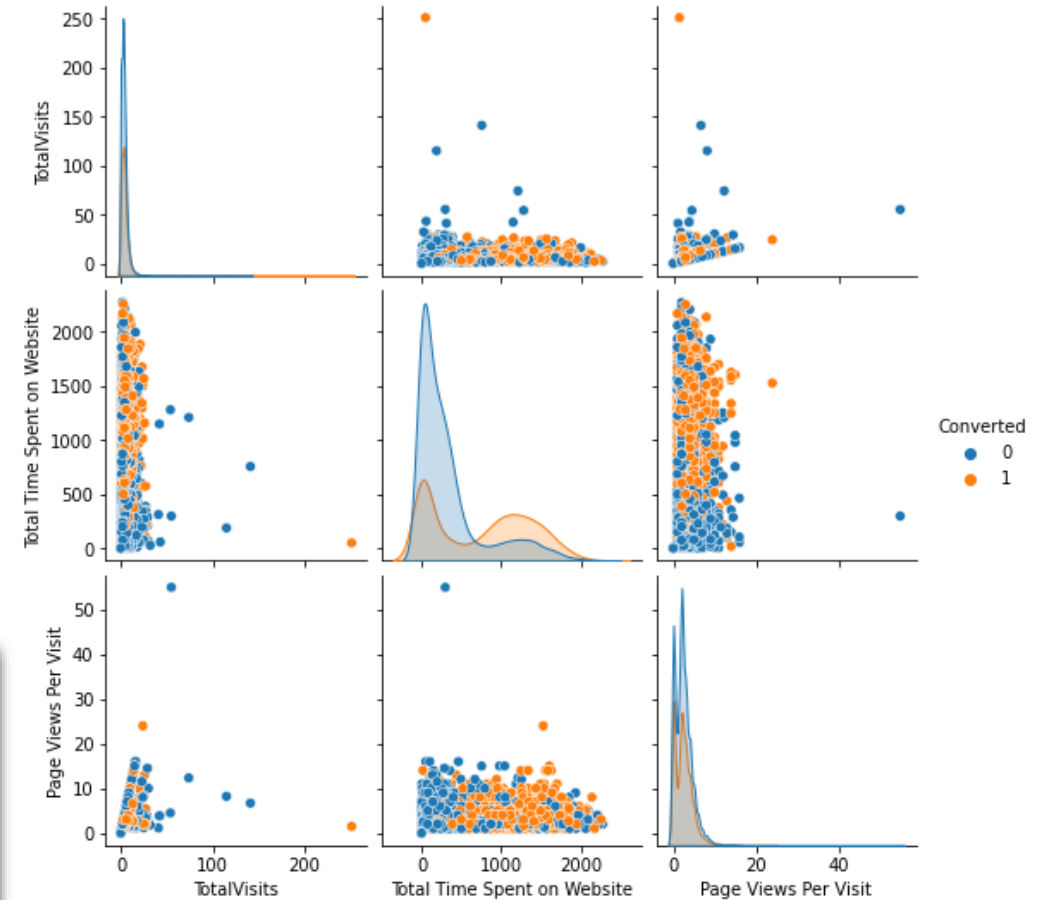 250
200
150
100
50
0
TotalVisits
2000
1500
1000
500
0
Total Time Spent on Website
Converted
0
1
50
40
30
20
10
0
Page Views Per Visit
0 100 200
0 1000 2000
0 20 40
TotalVisits
Total Time Spent on Website
Page Views Per Visit